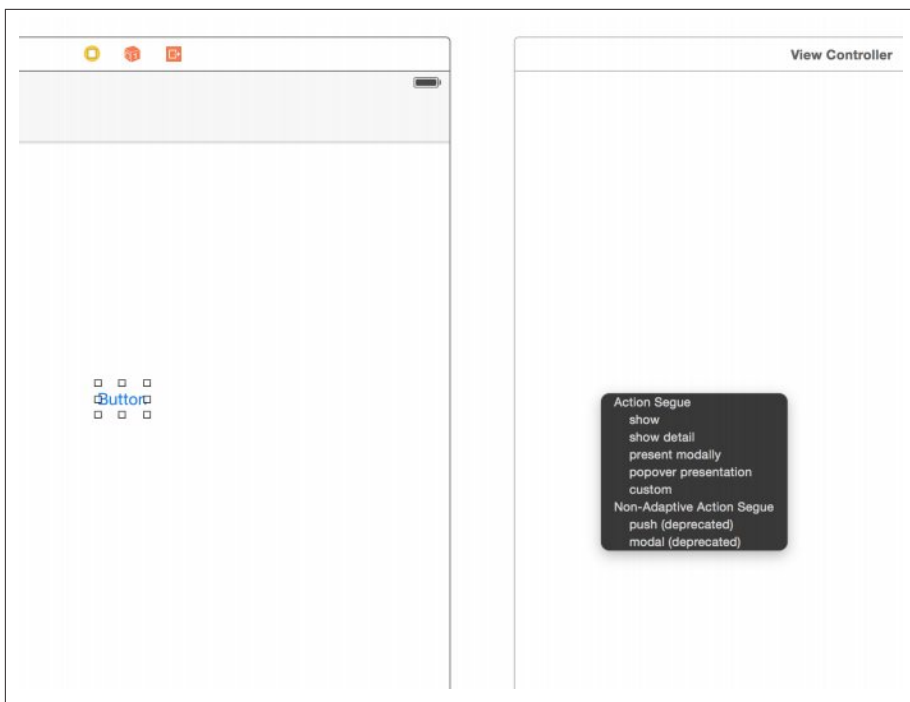 View Controller
Button
Action Segue
show
show detail
present modally
popover presentation
custom
Non-Adaptive Action Segue
push (deprecated)
modal (deprecated)